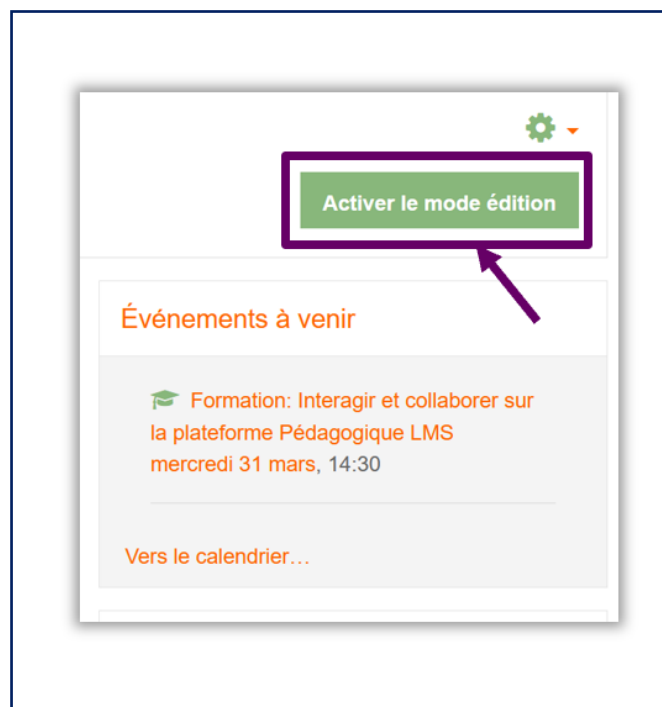 Activer le mode édition
Événements à venir
Formation: Interagir et collaborer sur
la plateforme Pédagogique LMS
mercredi 31 mars, 14:30
Vers le calendrier…